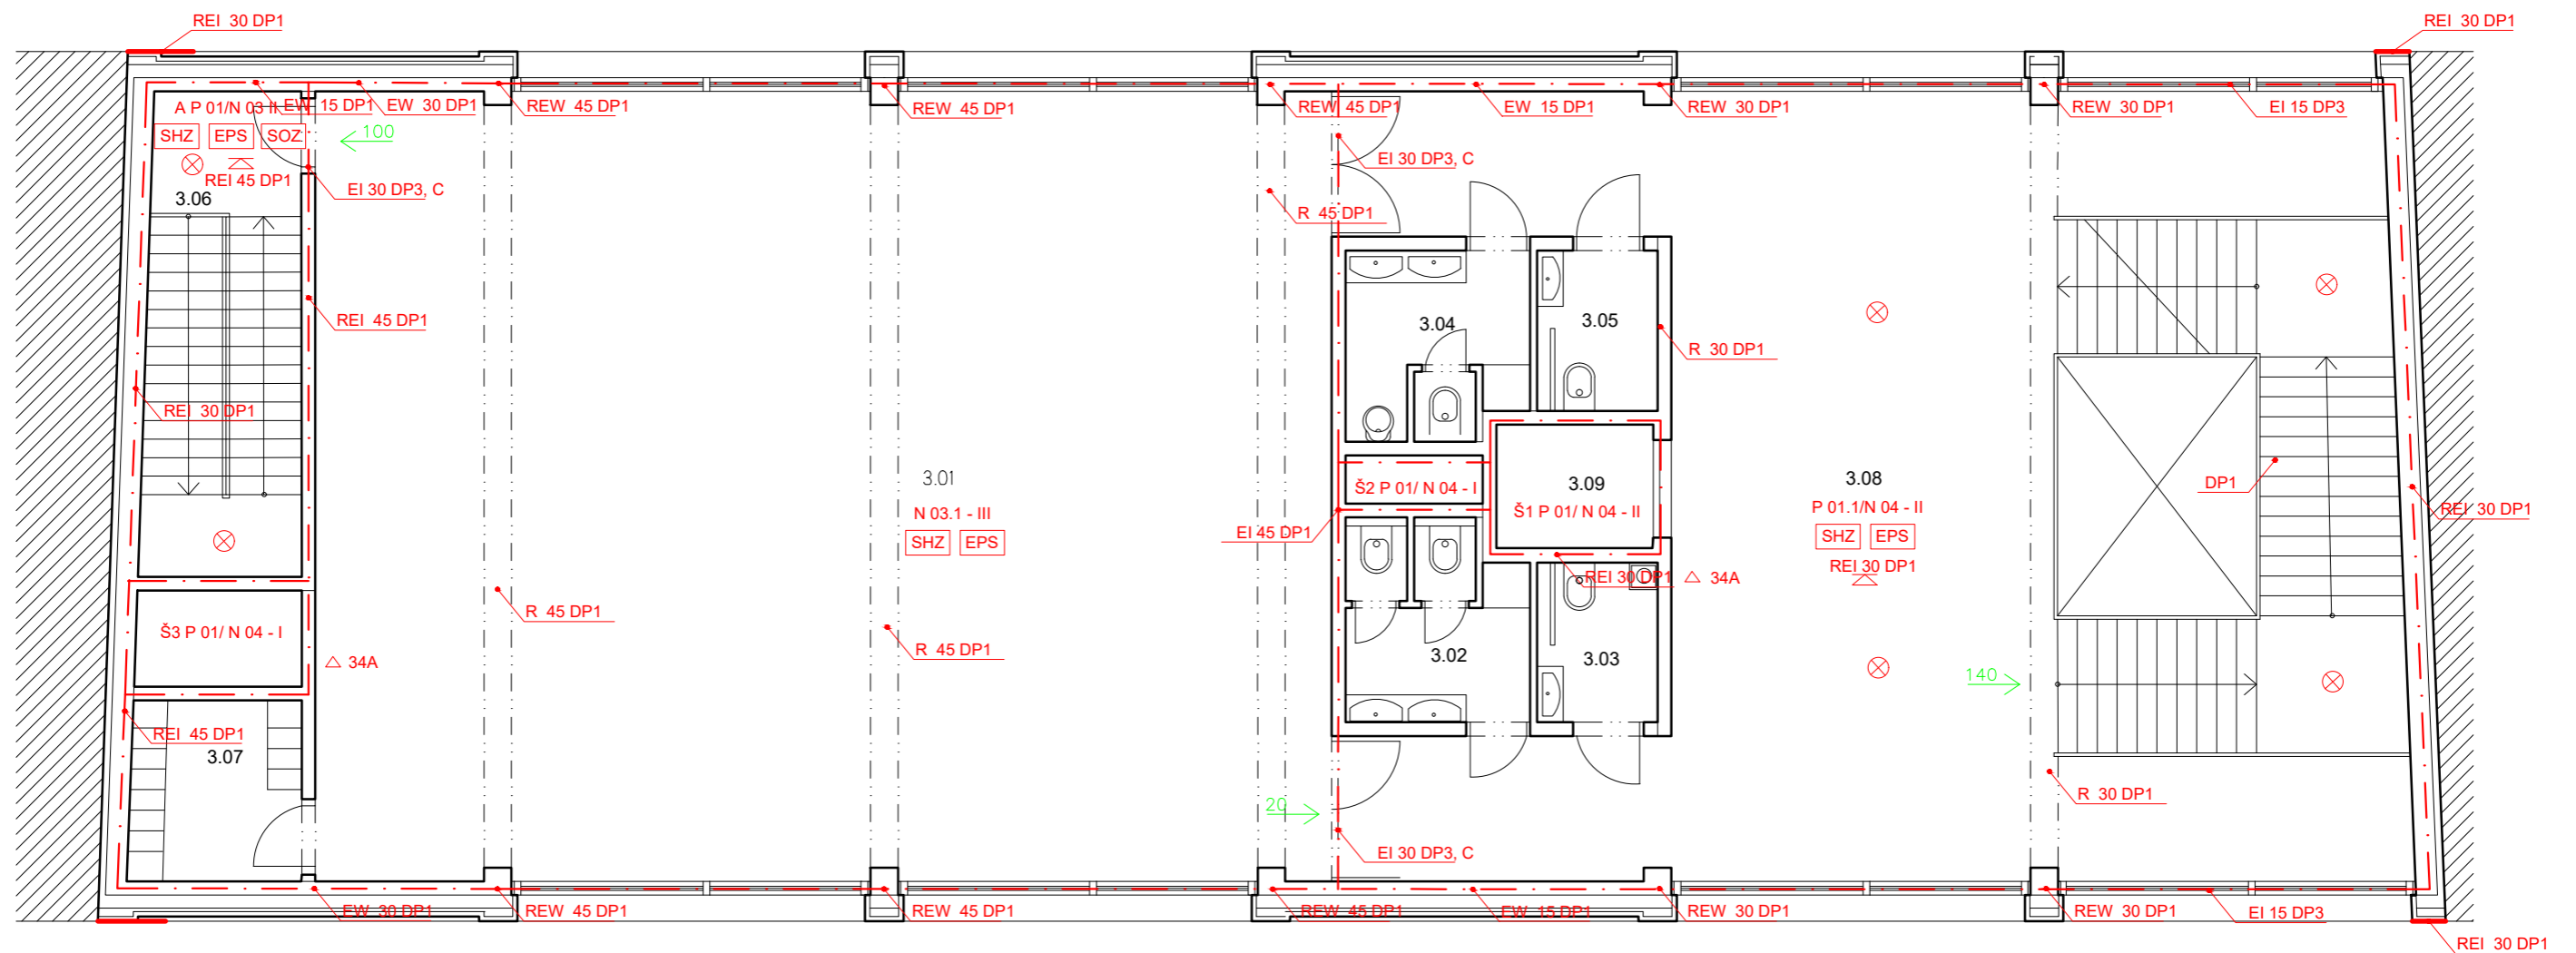 REI 30 DP1
REI 30 DP1
A P 01/N 03 II
EW 15 DP1
EW 30 DP1
REW 45 DP1
REW 45 DP1
REW 45 DP1
EW 15 DP1
REW 30 DP1
REW 30 DP1
EI 15 DP3
SHZ EPS SOZ
100
REI 45 DP1
EI 30 DP3, C
EI 30 DP3, C
3.06
R 45 DP1
REI 45 DP1
3.04
3.05
R 30 DP1
REI 30 DP1
3.01
N 03.1 - III
SHZ EPS
Š2 P 01/ N 04 - I
3.09
Š1 P 01/ N 04 - II
3.08
P 01.1/N 04 - II
SHZ EPS
REI 30 DP1
DP1
REI 30 DP1
EI 45 DP1
REI 30 DP1
34A
R 45 DP1
Š3 P 01/ N 04 - I
34A
R 45 DP1
3.02
3.03
140
REI 45 DP1
3.07
20
R 30 DP1
EI 30 DP3, C
EW 30 DP1
REW 45 DP1
REW 45 DP1
REW 45 DP1
EW 15 DP1
REW 30 DP1
REW 30 DP1
EI 15 DP3
REI 30 DP1